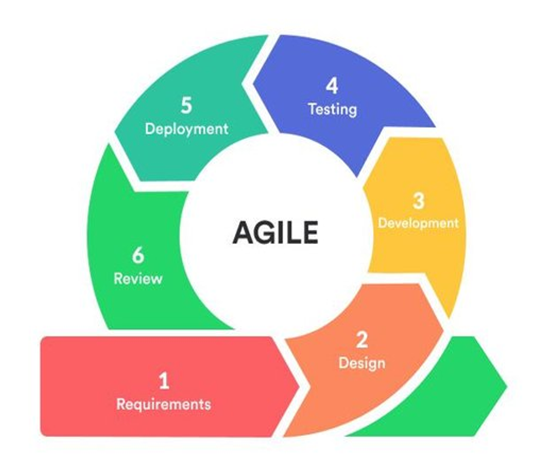 AGILE
1
Requirements
2
Design
3
Development
4
Testing
5
Deployment
6
Review